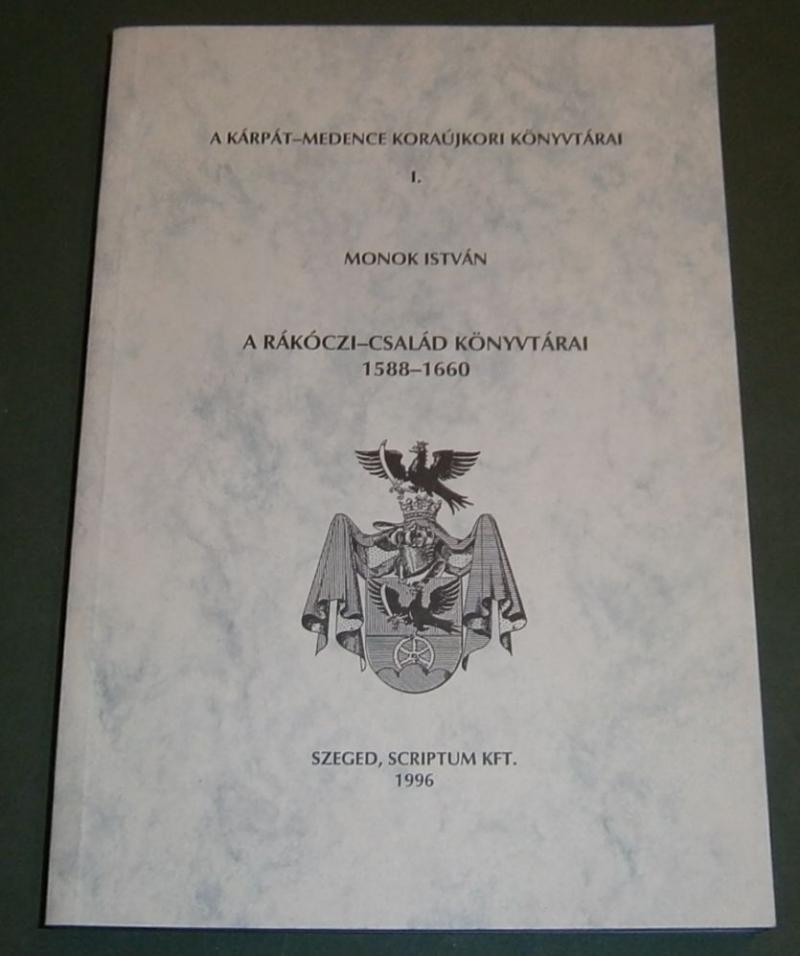 A KÁRPÁT–MEDENCE KORAÚJKORI KÖNYVTÁRAI
I.
MONOK ISTVÁN
A RÁKÓCZI–CSALÁD KÖNYVTÁRAI
1588–1660
SZEGED, SCRIPTUM KFT.
1996